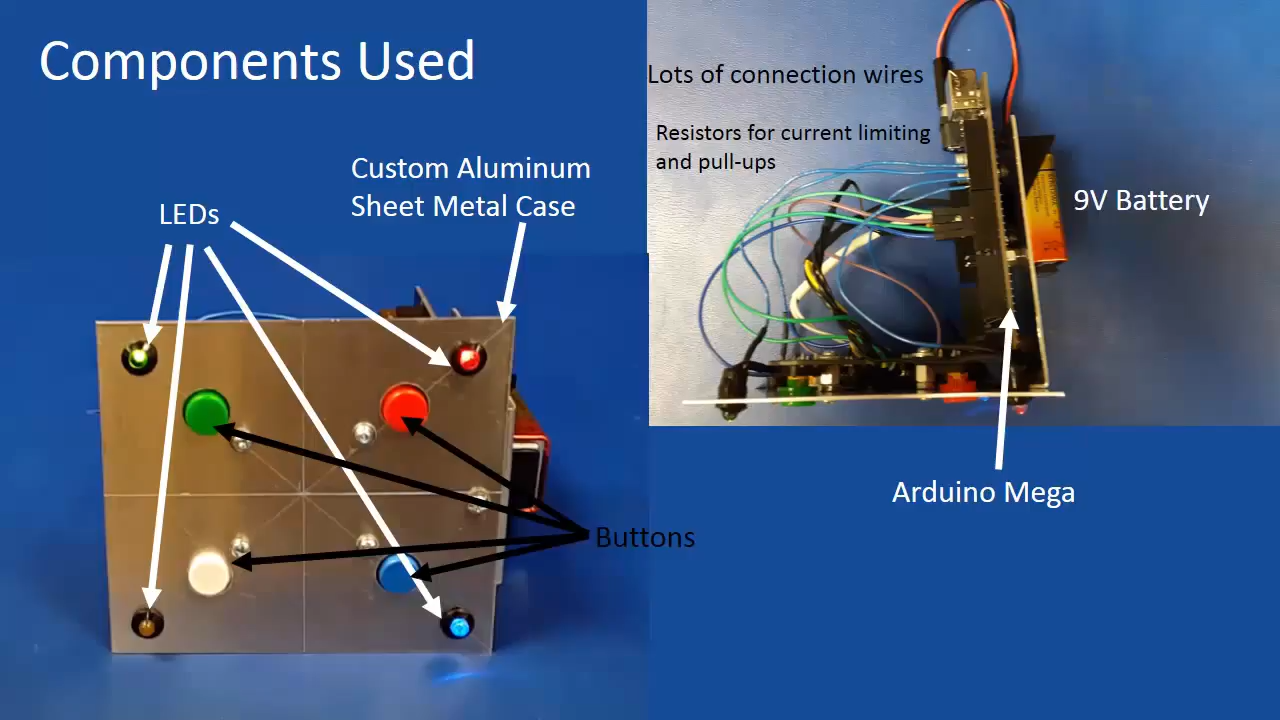 Components Used
Lots of connection wires
Resistors for current limiting
and pull-ups
Custom Aluminum
Sheet Metal Case
LEDs
9V Battery
Arduino Mega
Buttons